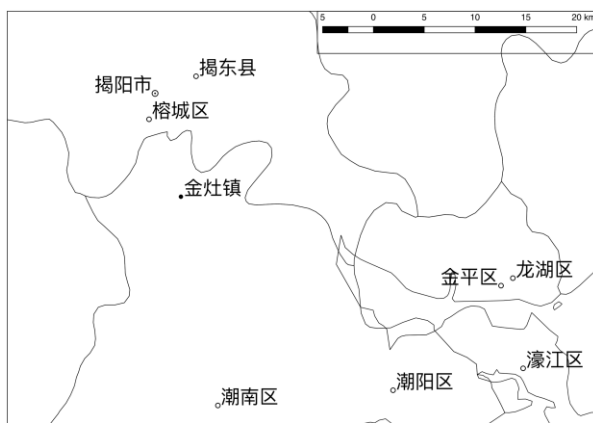 5 0 5 10 15 20 km
揭东县
揭阳市
榕城区
金灶镇
龙湖区
金平区
濠江区
潮阳区
潮南区